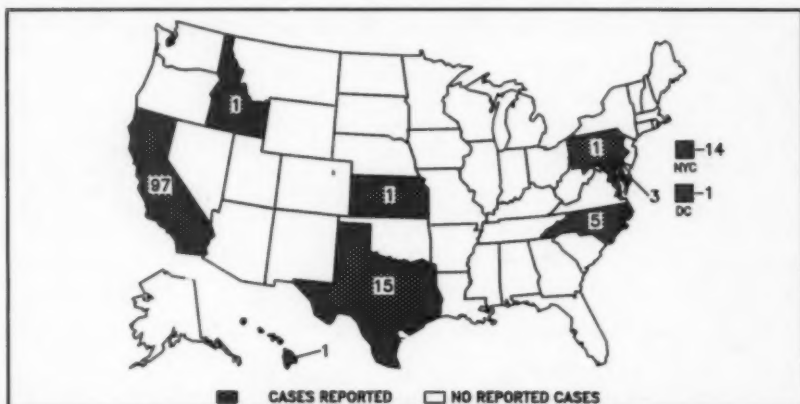 1
97
1
1
-14
NYC
-1
DC
3
5
15
1
CASES REPORTED
NO REPORTED CASES